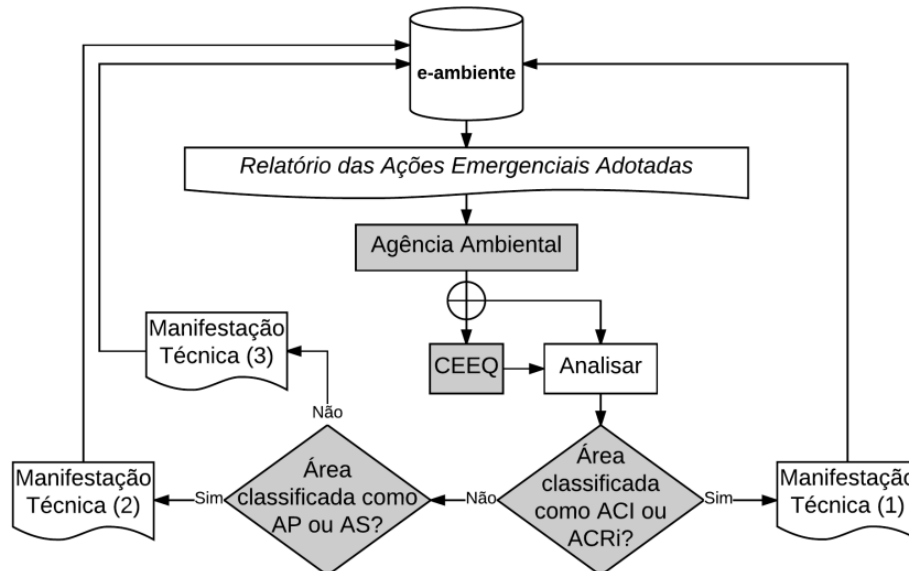 e-ambiente
Relatório das Ações Emergenciais Adotadas
Agência Ambiental
Manifestação
Técnica (3)
CEEQ
Analisar
Não
Manifestação
Técnica (2)
Sim
Área
classificada como
AP ou AS?
Não
Área
classificada
como ACI ou
ACRi?
Sim
Manifestação
Técnica (1)